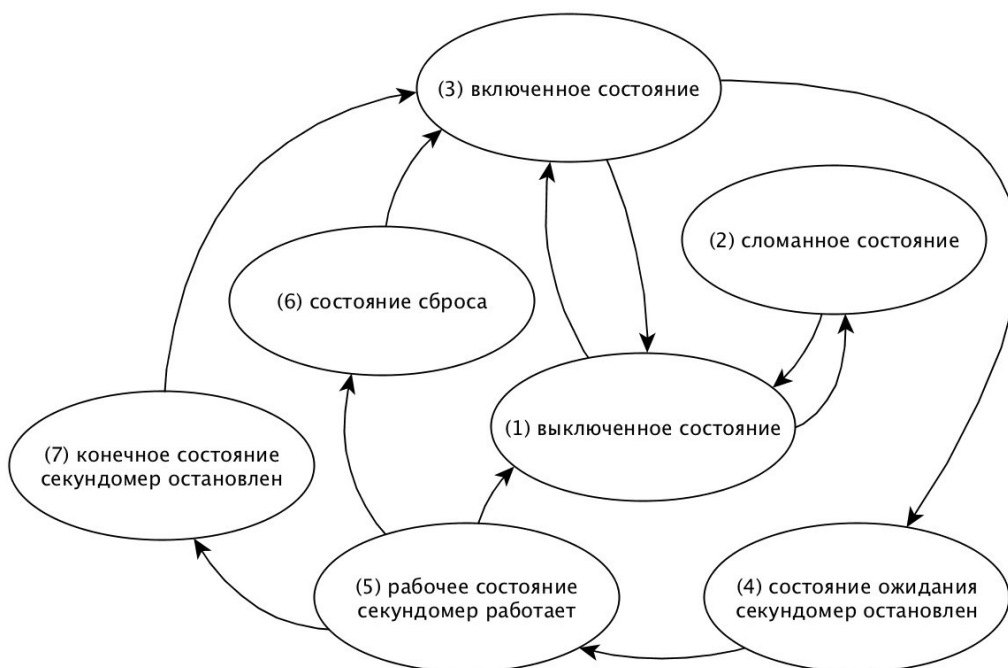 (3) включенное состояние
(2) сломанное состояние
(6) состояние сброса
(1) выключенное состояние
(7) конечное состояние
секундомер остановлен
(5) рабочее состояние
секундомер работает
(4) состояние ожидания
секундомер остановлен